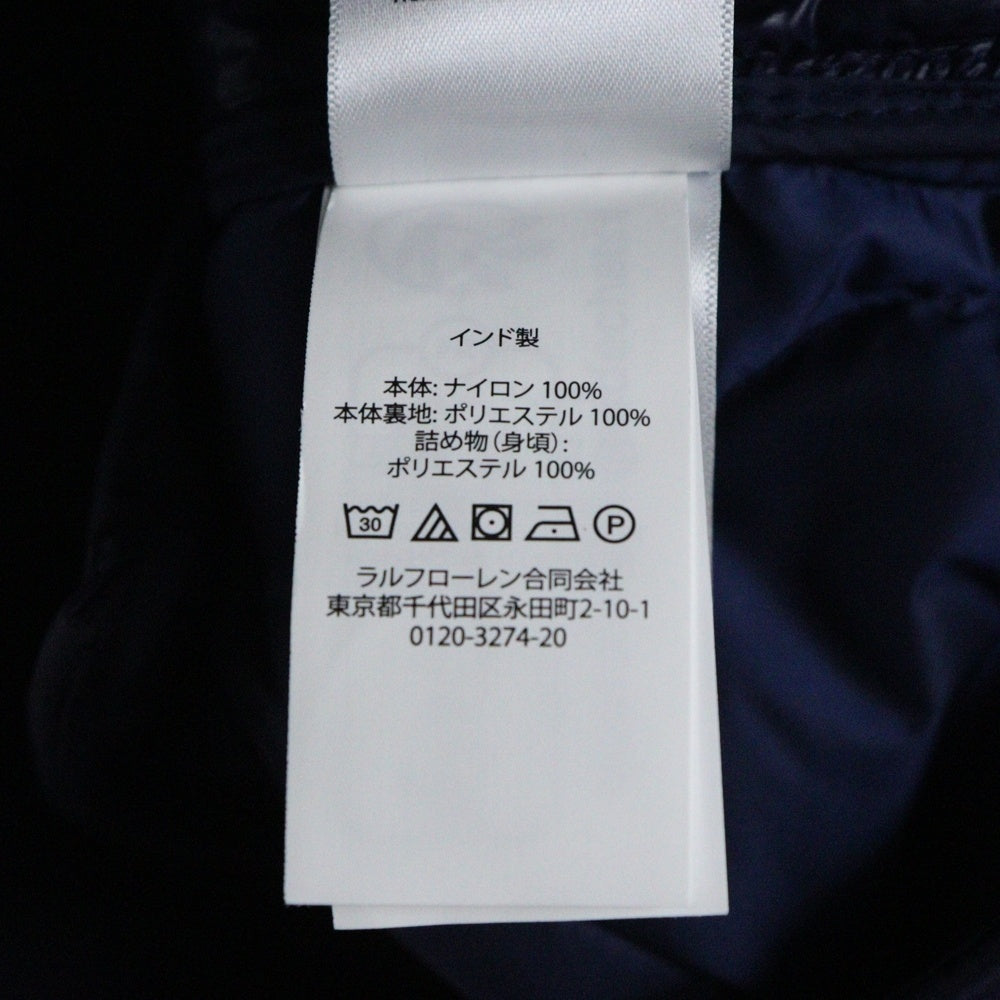 インド製
本体: ナイロン 100%
本体裏地: ポリエステル 100%
詰め物(身頃):
ポリエステル 100%
30 P
ラルフローレン合同会社
東京都千代田区永田町2-10-1
0120-3274-20